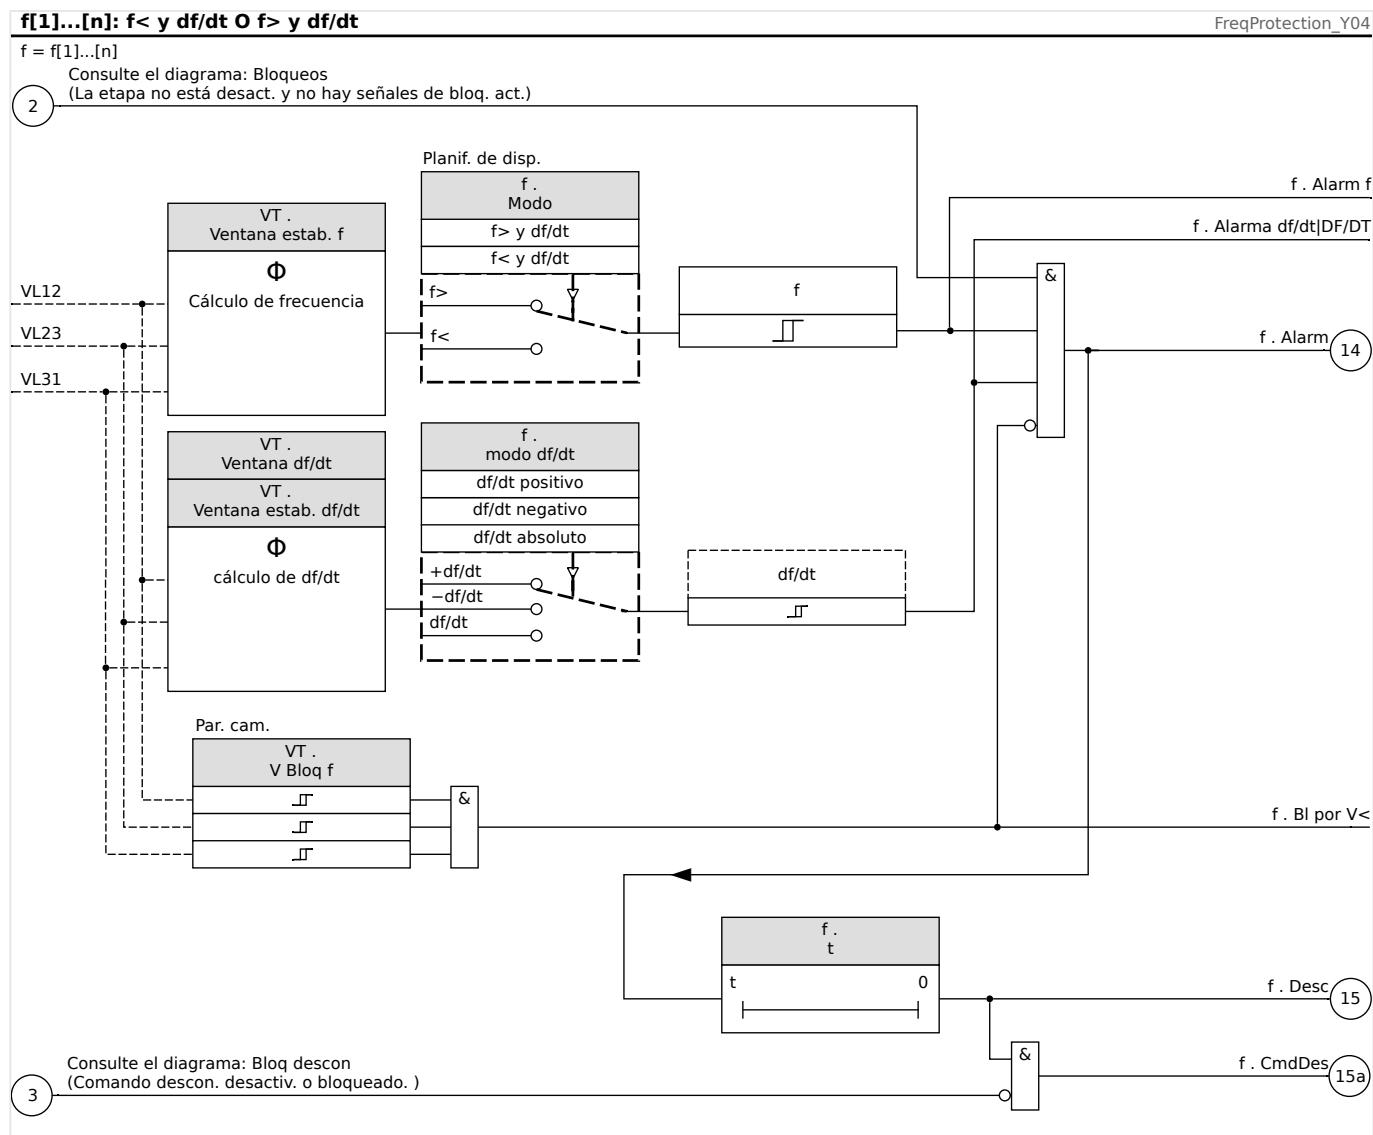 f[1]...[n]: f< y df/dt O f> y df/dt
FreqProtection_Y04
f = f[1]...[n]
Consulte el diagrama: Bloqueos
(La etapa no está desact. y no hay señales de bloq. act.)
2
Planif. de disp.
f .
Modo
f> y df/dt
f< y df/dt
f>
f<
VT .
Ventana estab. f
Φ
Cálculo de frecuencia
VL12
VL23
VL31
f
f . Alarm f
f . Alarma df/dt|DF/DT
&
f . Alarm
14
VT .
Ventana df/dt
VT .
Ventana estab. df/dt
Φ
cálculo de df/dt
f .
modo df/dt
df/dt positivo
df/dt negativo
df/dt absoluto
+df/dt
−df/dt
df/dt
df/dt
Par. cam.
VT .
V Bloq f
&
f . Bl por V<
f .
t
t 0
f . Desc
15
&
f . CmdDes
15a
Consulte el diagrama: Bloq descon
(Comando descon. desactiv. o bloqueado. )
3